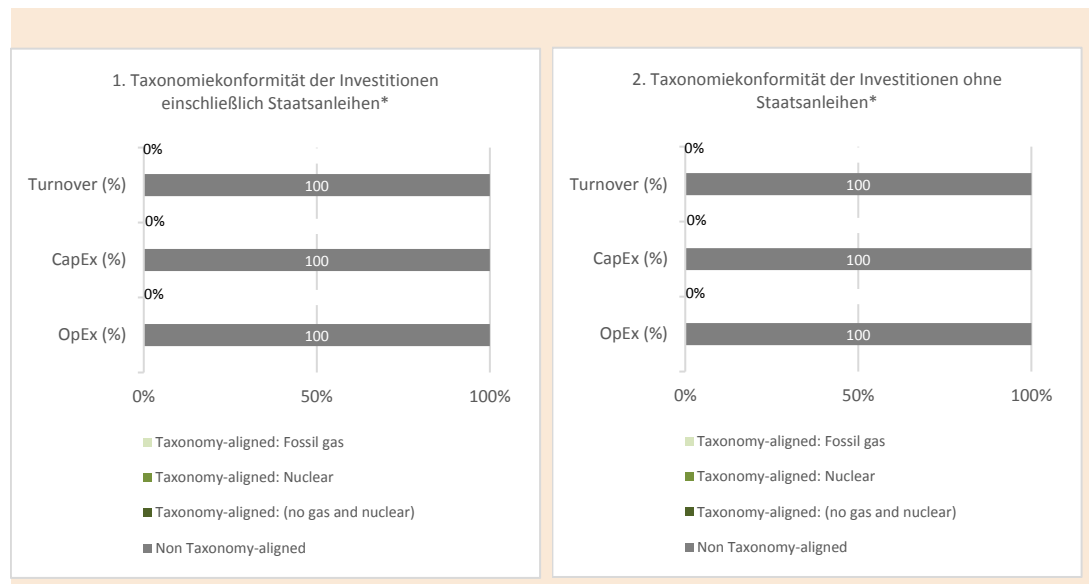 1. Taxonomiekonformität der Investitionen
einschließlich Staatsanleihen*
0%
Turnover (%)
100
0%
CapEx (%)
100
0%
OpEx (%)
100
0%
50%
100%
Taxonomy-aligned: Fossil gas
Taxonomy-aligned: Nuclear
Taxonomy-aligned: (no gas and nuclear)
Non Taxonomy-aligned
2. Taxonomiekonformität der Investitionen ohne
Staatsanleihen*
0%
Turnover (%)
100
0%
CapEx (%)
100
0%
OpEx (%)
100
0%
50%
100%
Taxonomy-aligned: Fossil gas
Taxonomy-aligned: Nuclear
Taxonomy-aligned: (no gas and nuclear)
Non Taxonomy-aligned